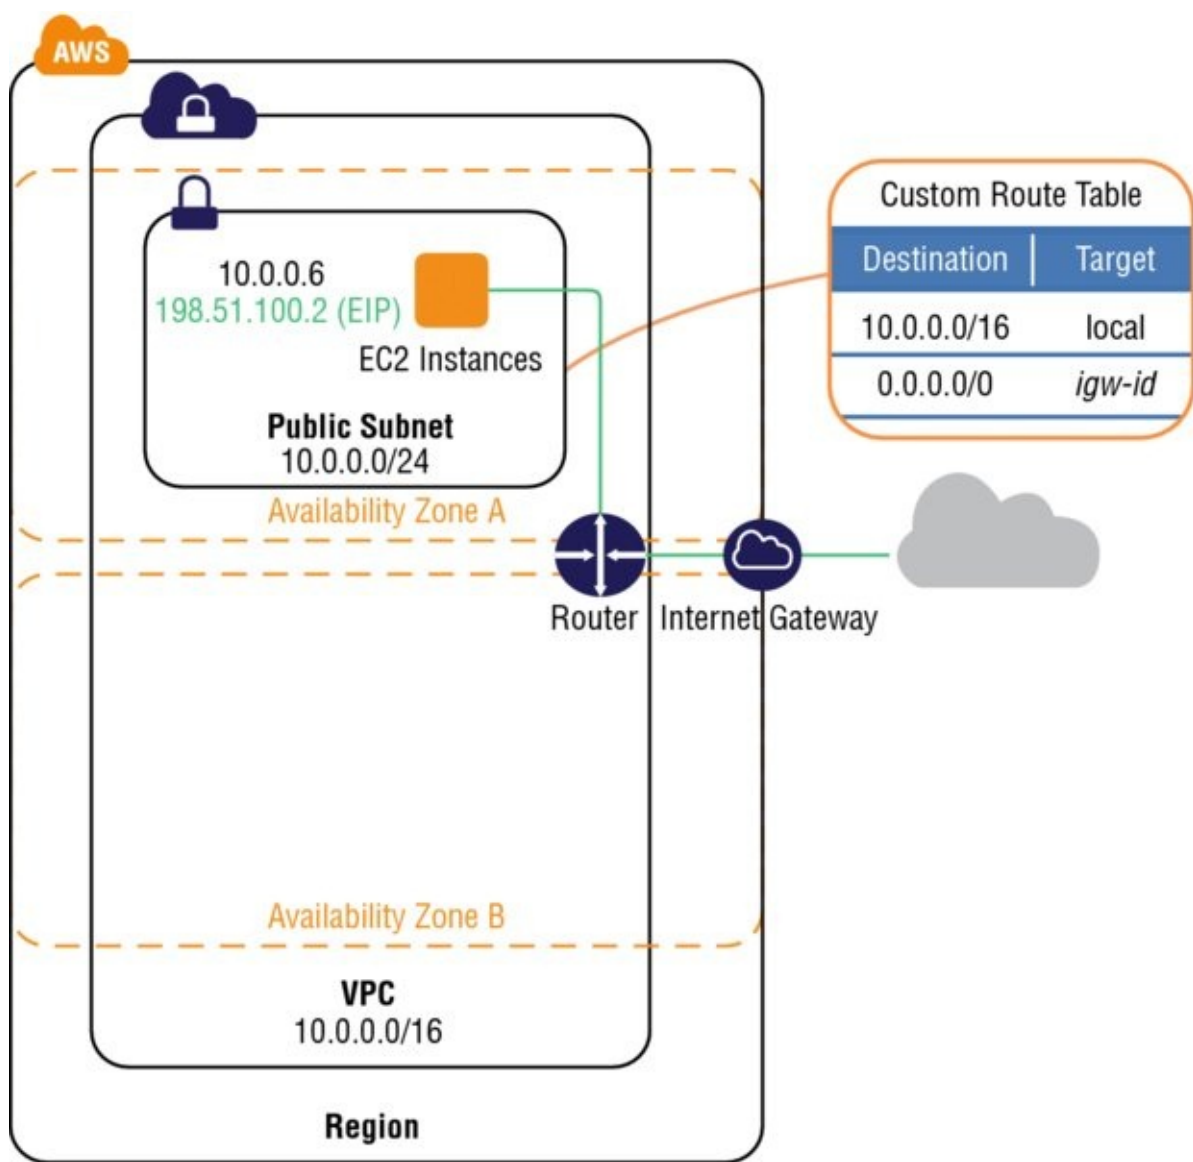 AWS
10.0.0.6
198.51.100.2 (EIP)
EC2 Instances
Public Subnet
10.0.0.0/24
Availability Zone A
Custom Route Table
Destination Target
10.0.0.0/16 local
0.0.0.0/0 igw-id
Router Internet Gateway
Availability Zone B
VPC
10.0.0.0/16
Region